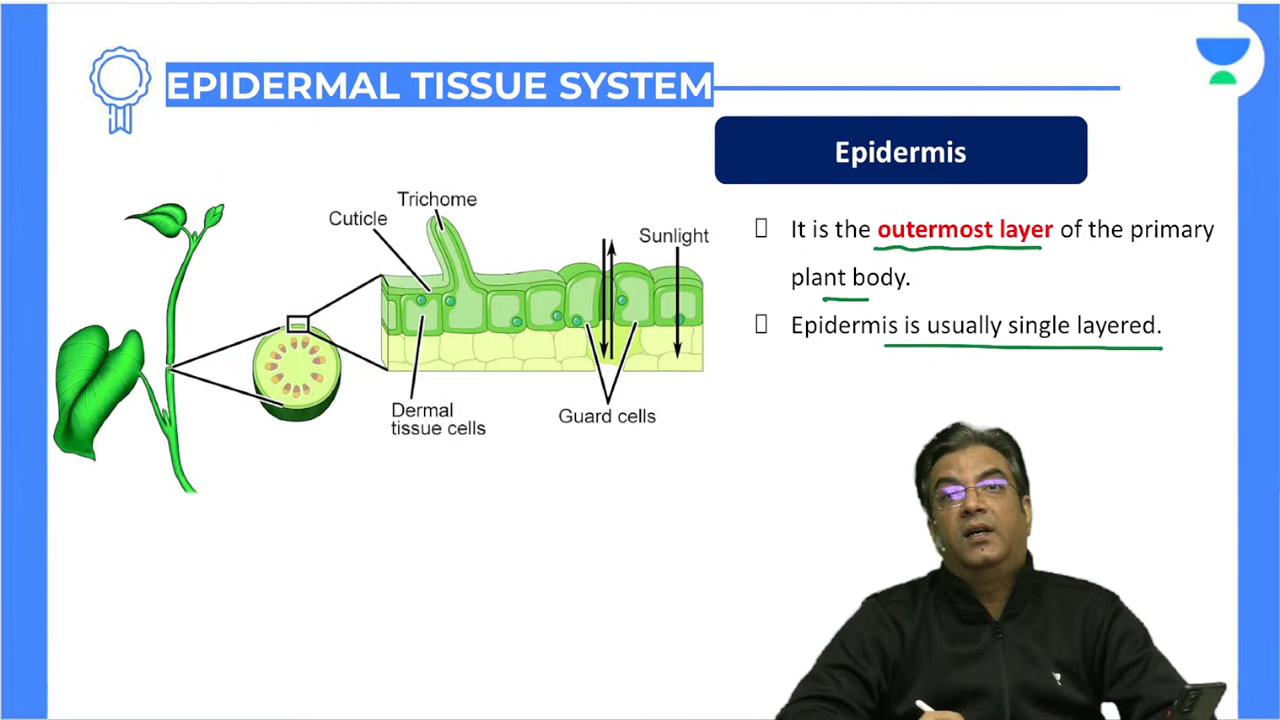 EPIDERMAL TISSUE SYSTEM
Epidermis
It is the outermost layer of the primary
plant body.
Epidermis is usually single layered.
Trichome
Cuticle
Sunlight
Dermal
tissue cells
Guard cells